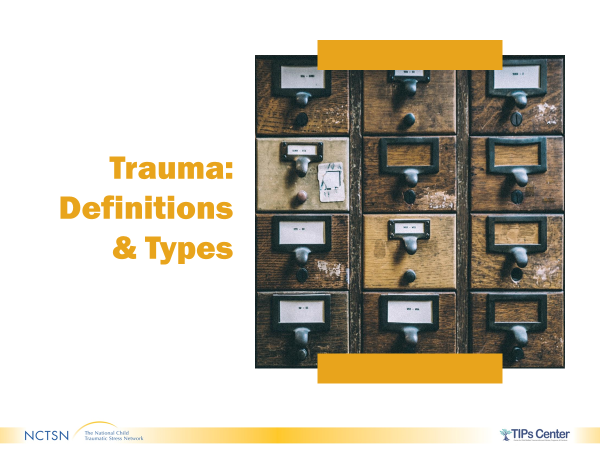 Trauma:
Definitions
& Types
NCTSN
The National Child
Traumatic Stress Network
TIPs Center